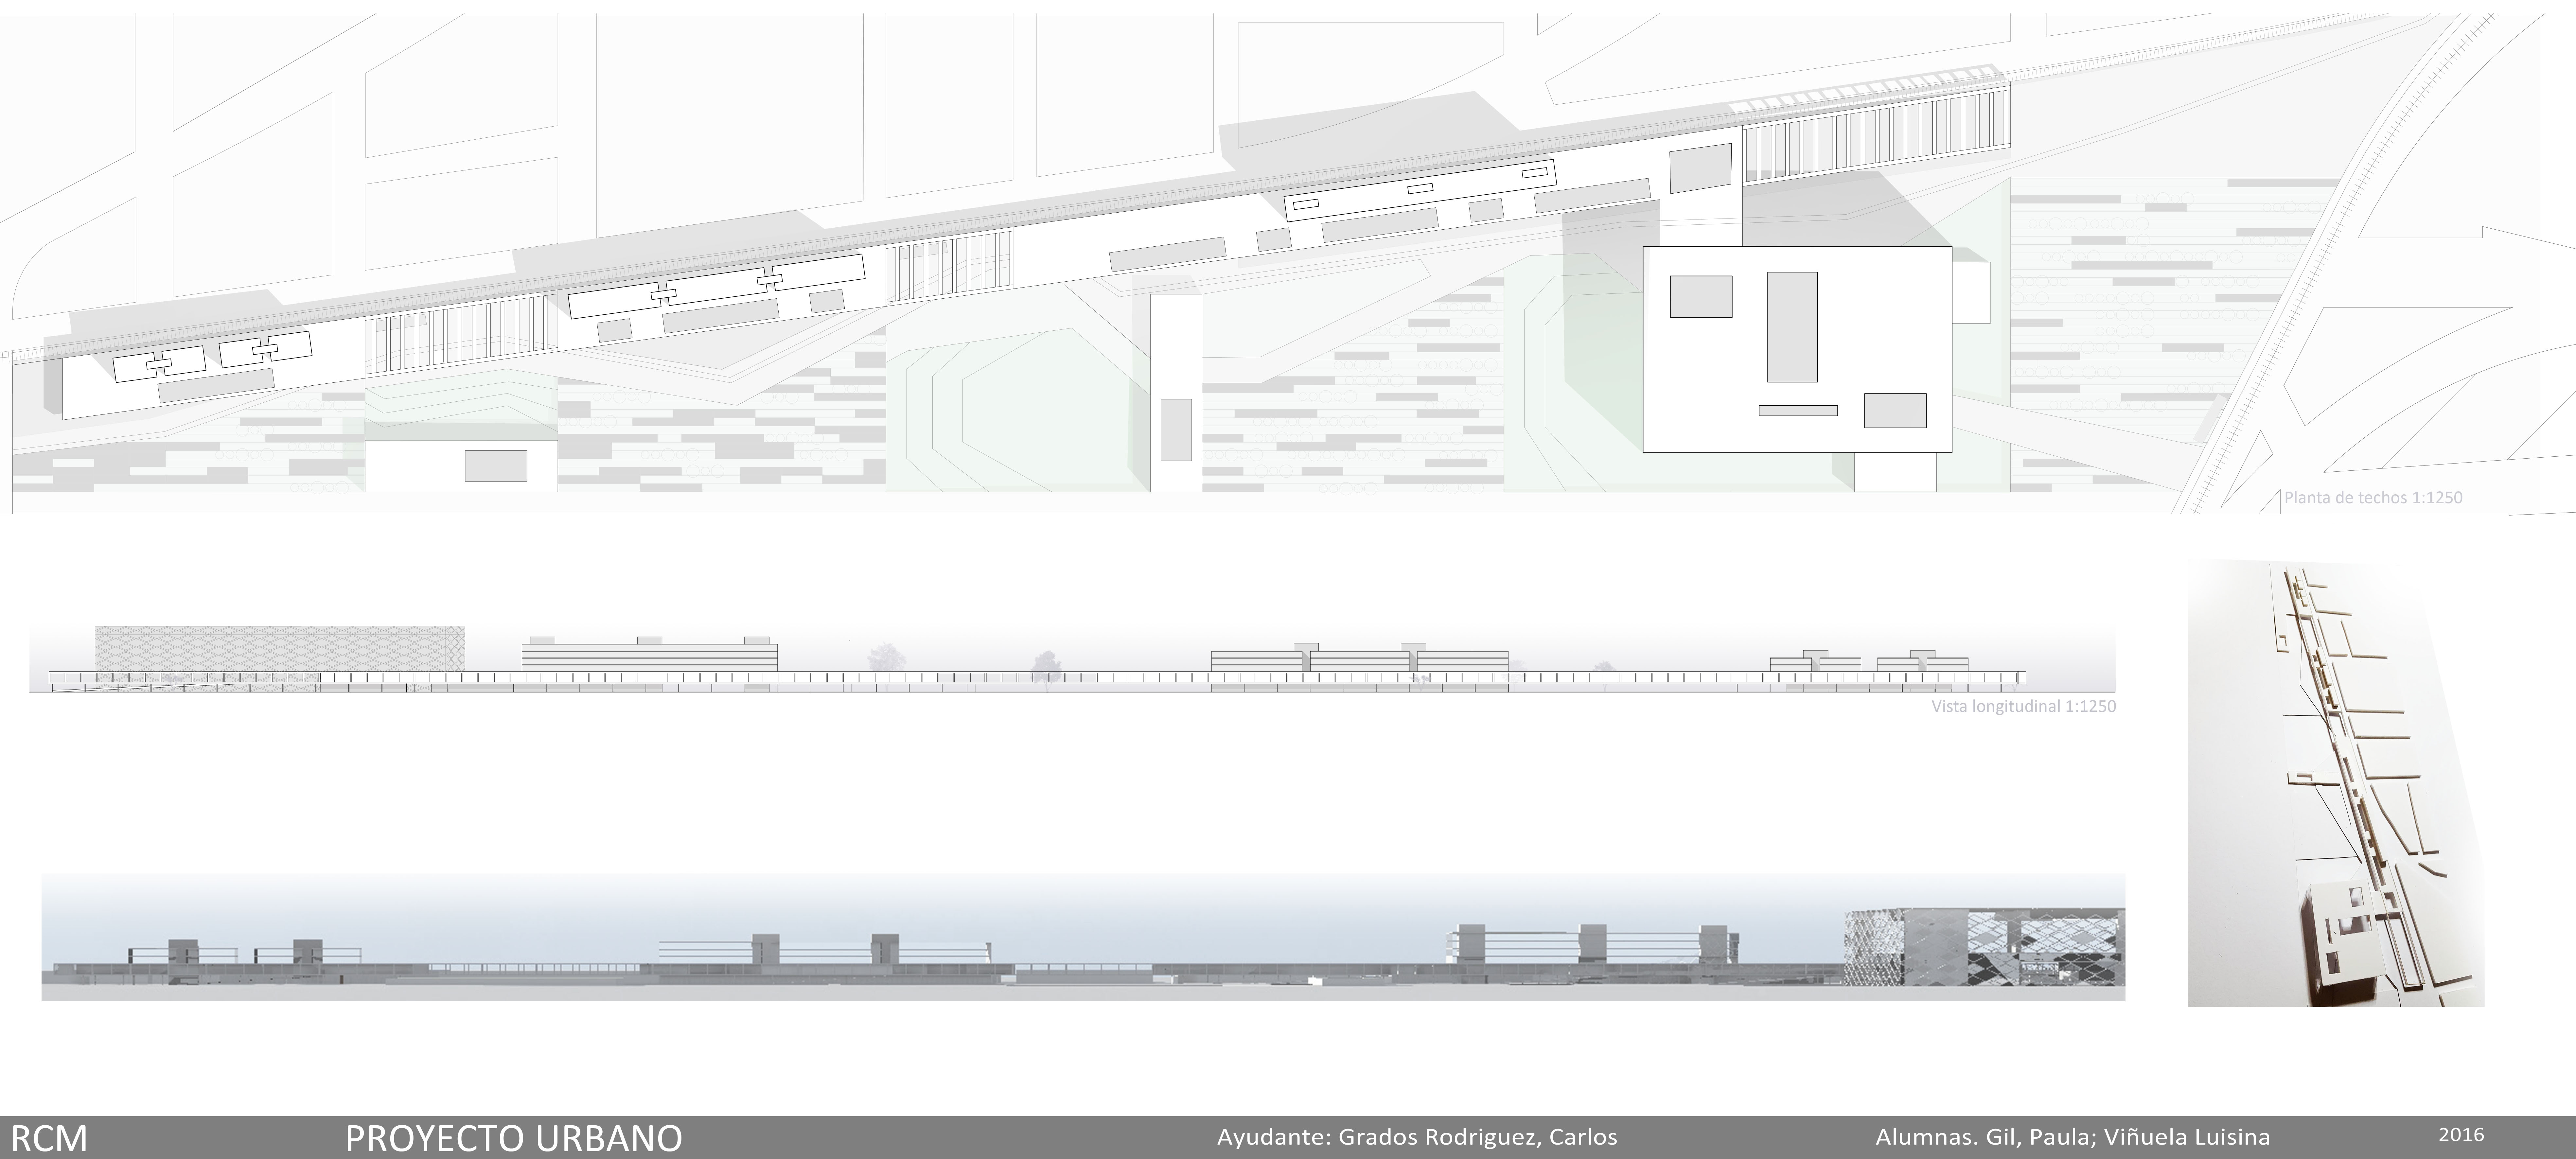 Planta de techos 1:1250
Vista longitudinal 1:1250
RCM PROYECTO URBANO Ayudante: Grados Rodriguez, Carlos Alumnas. Gil, Paula; Viñuela Luisina 2016